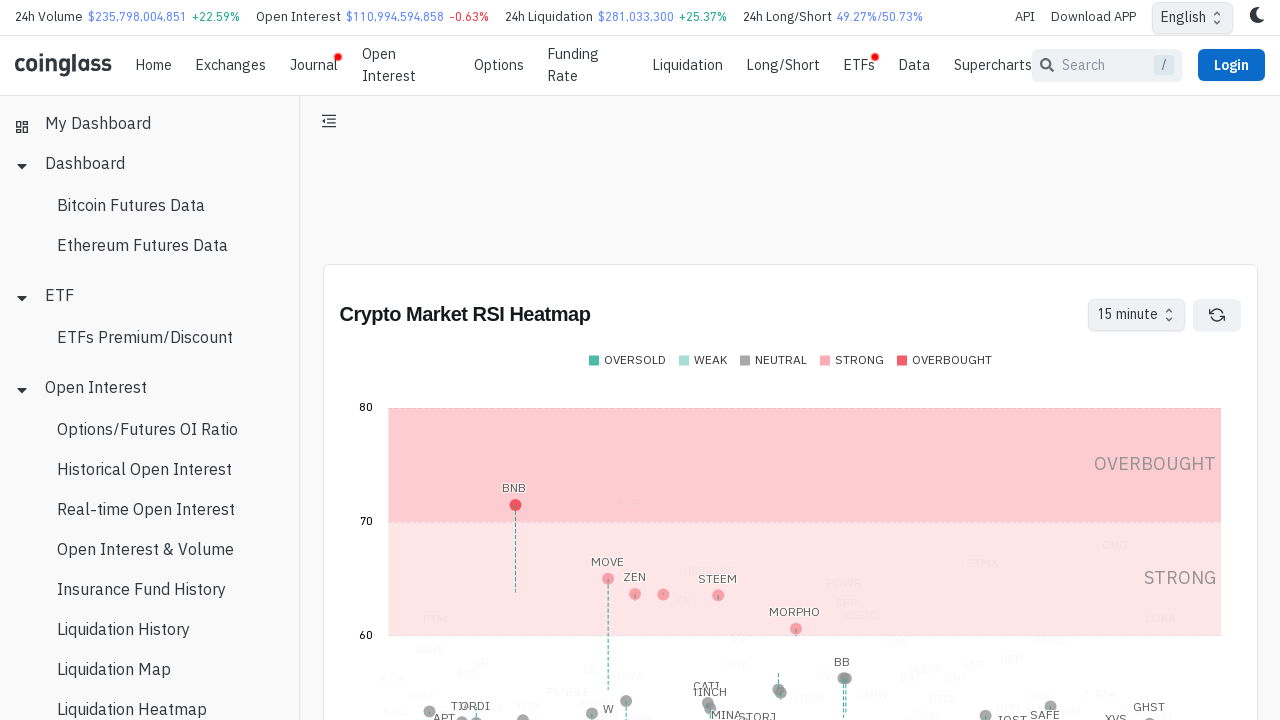 24h Volume $235,798,004,851 +22.59% Open Interest $110,994,594,858 -0.63% 24h Liquidation $281,033,300 +25.37% 24h Long/Short 49.27%/50.73% API Download APP English
coinglass Home Exchanges Journal Open Interest Options Funding Rate Liquidation Long/Short ETFs Data Supercharts Search / Login
My Dashboard
Dashboard
Bitcoin Futures Data
Ethereum Futures Data
ETF
ETFs Premium/Discount
Open Interest
Options/Futures OI Ratio
Historical Open Interest
Real-time Open Interest
Open Interest & Volume
Insurance Fund History
Liquidation History
Liquidation Map
Liquidation Heatmap
Crypto Market RSI Heatmap 15 minute
OVERSOLD WEAK NEUTRAL STRONG OVERBOUGHT
80
OVERBOUGHT
BNB
70
MOVE
ZEN STEEM
STRONG
MORPHO
60
BB
CATI
1INCH
W
APT
MINA
STORJ
IOST SAFE
XVS
GHST